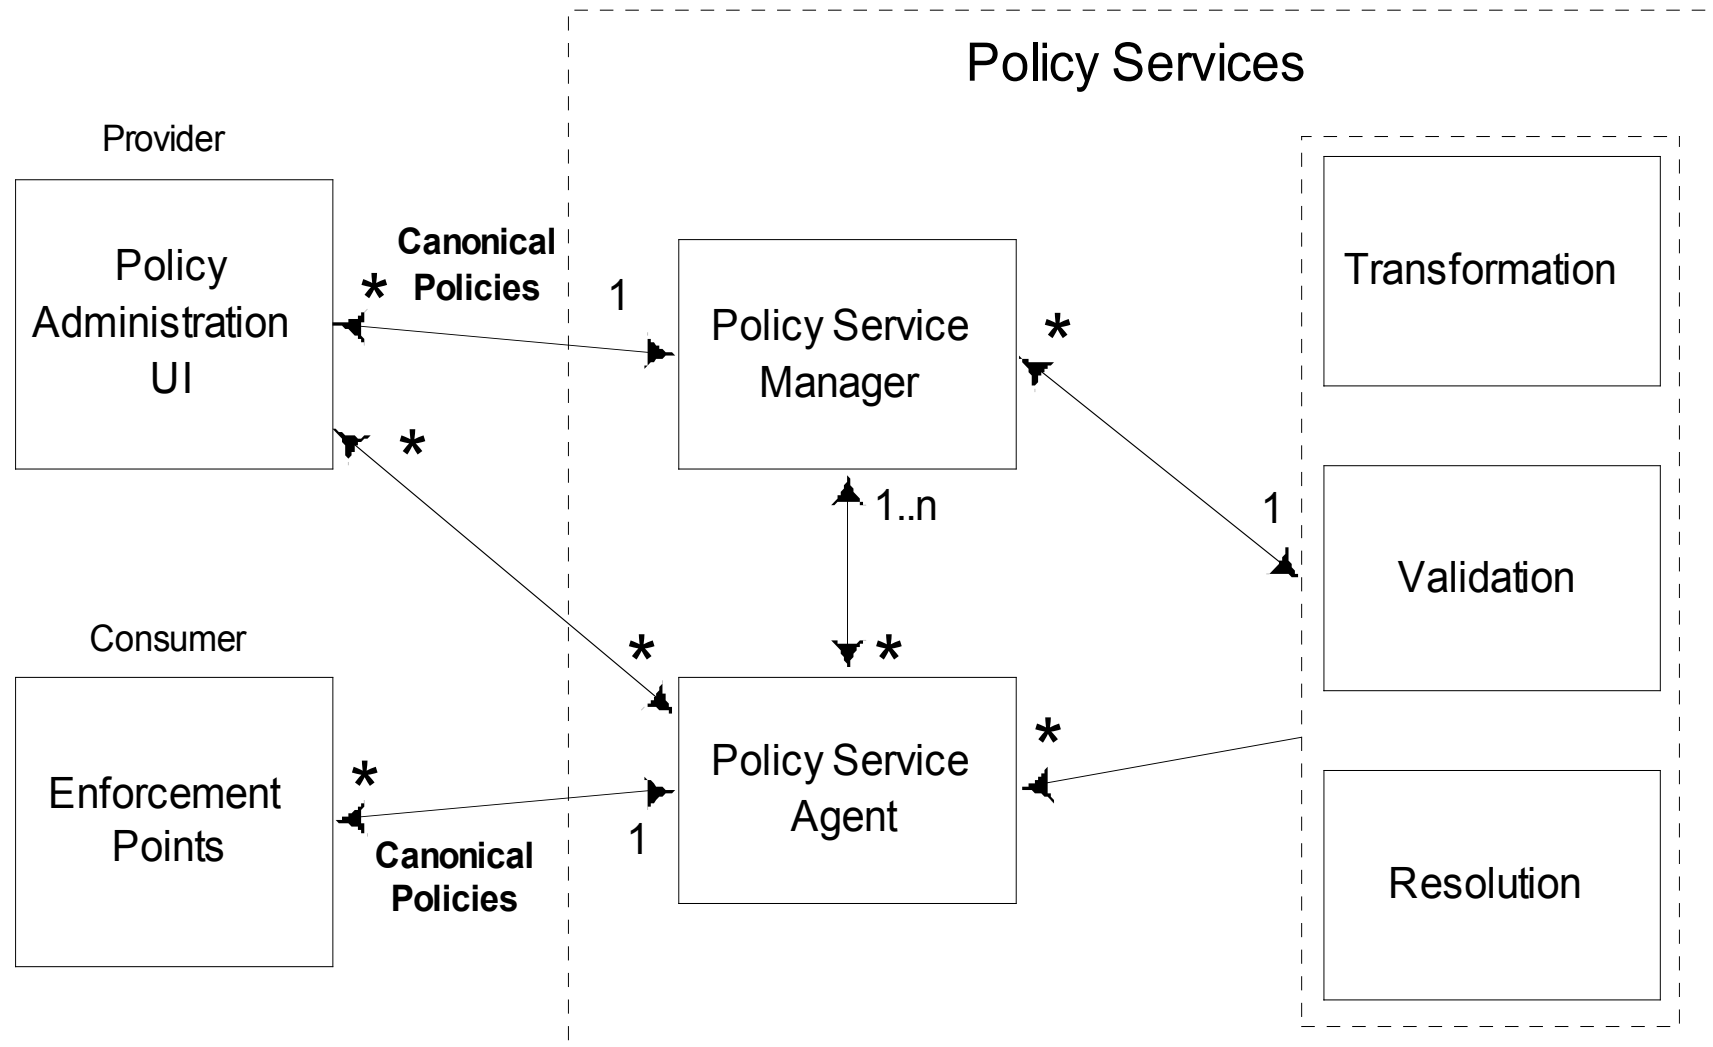 Policy Services
Provider
Policy
Administration
UI
Canonical
Policies
*
1
Policy Service
Manager
*
Transformation
*
1..n
1
Validation
Consumer
*
*
Enforcement
Points
*
1
Canonical
Policies
Policy Service
Agent
*
Resolution